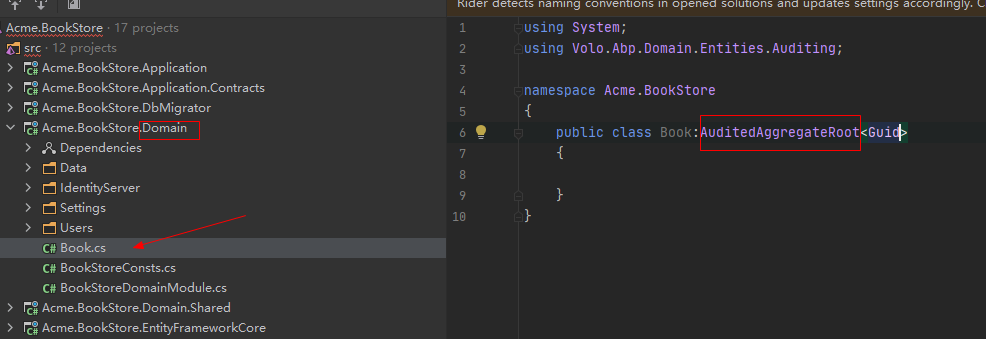 Acme.BookStore · 17 projects
src · 12 projects
C# Acme.BookStore.Application
C# Acme.BookStore.Application.Contracts
C# Acme.BookStore.DbMigrator
C# Acme.BookStore.Domain
Dependencies
Data
IdentityServer
Settings
Users
C# Book.cs
C# BookStoreConsts.cs
C# BookStoreDomainModule.cs
C# Acme.BookStore.Domain.Shared
C# Acme.BookStore.EntityFrameworkCore
Rider detects naming conventions in opened solutions and updates settings accordingly. C
1 using System;
2 using Volo.Abp.Domain.Entities.Auditing;
3
4 namespace Acme.BookStore
5 {
6 public class Book:AuditedAggregateRoot<Guid>
7 {
8
9 }
10 }